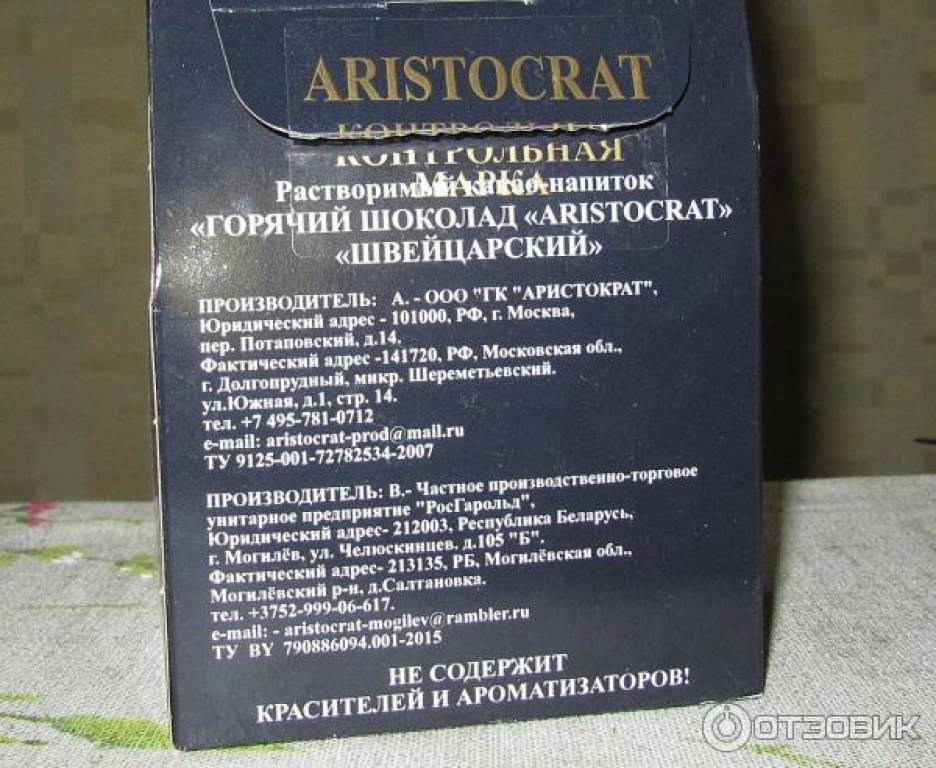 ARISTOCRAT
КОНТРОЛЬНАЯ
КОНТРОЛЬНАЯ
МАРКА
Растворимый какао-напиток
«ГОРЯЧИЙ ШОКОЛАД «ARISTOCRAT»
«ШВЕЙЦАРСКИЙ»
ПРОИЗВОДИТЕЛЬ: А. - ООО "ГК "АРИСТОКРАТ",
Юридический адрес - 101000, РФ, г. Москва,
пер. Потаповский, д.14.
Фактический адрес -141720, РФ, Московская обл.,
г. Долгопрудный, микр. Шереметьевский.
ул.Южная, д.1, стр. 14.
тел. +7 495-781-0712
e-mail: aristocrat-prod@mail.ru
ТУ 9125-001-72782534-2007
ПРОИЗВОДИТЕЛЬ: В.- Частное производственно-торговое
унитарное предприятие "РосГарольд",
Юридический адрес- 212003, Республика Беларусь,
г. Могилёв, ул. Челюскинцев. д.105 "Б".
Фактический адрес- 213135, РБ, Могилёвская обл.,
Могилёвский р-н, д.Салтановка.
тел. +3752-999-06-617.
e-mail: - aristocrat-mogilev@rambler.ru
ТУ BY 790886094.001-2015
НЕ СОДЕРЖИТ
КРАСИТЕЛЕЙ И АРОМАТИЗАТОРОВ!
ОТЗОВИК